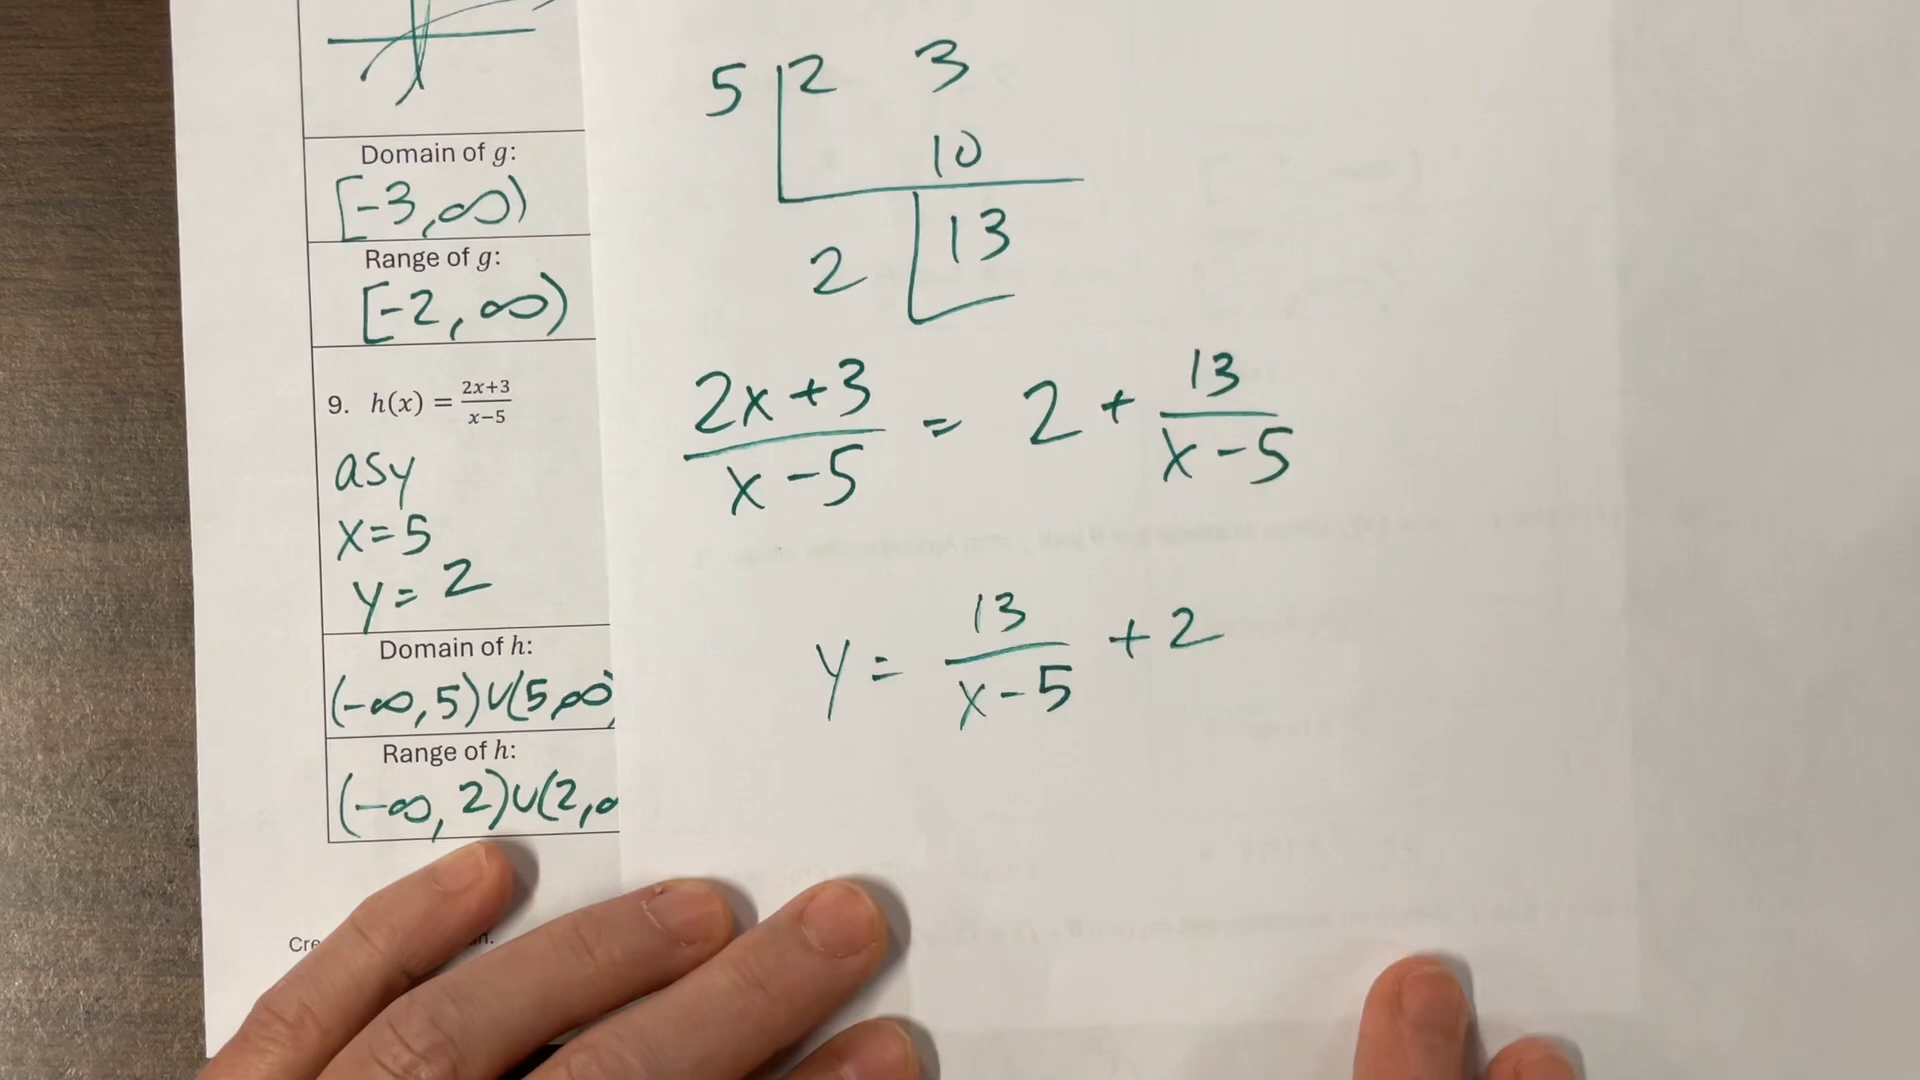 Domain of g:
[-3, ∞)
Range of g:
[-2, ∞)
9. h(x) = 2x+3 / x−5
asy
x=5
y=2
Domain of h:
(-∞, 5)∪(5,∞)
Range of h:
(-∞, 2)∪(2,∞
5 2 3
10
2 13
2x+3 / x-5 = 2 + 13 / x-5
y = 13 / x-5 + 2